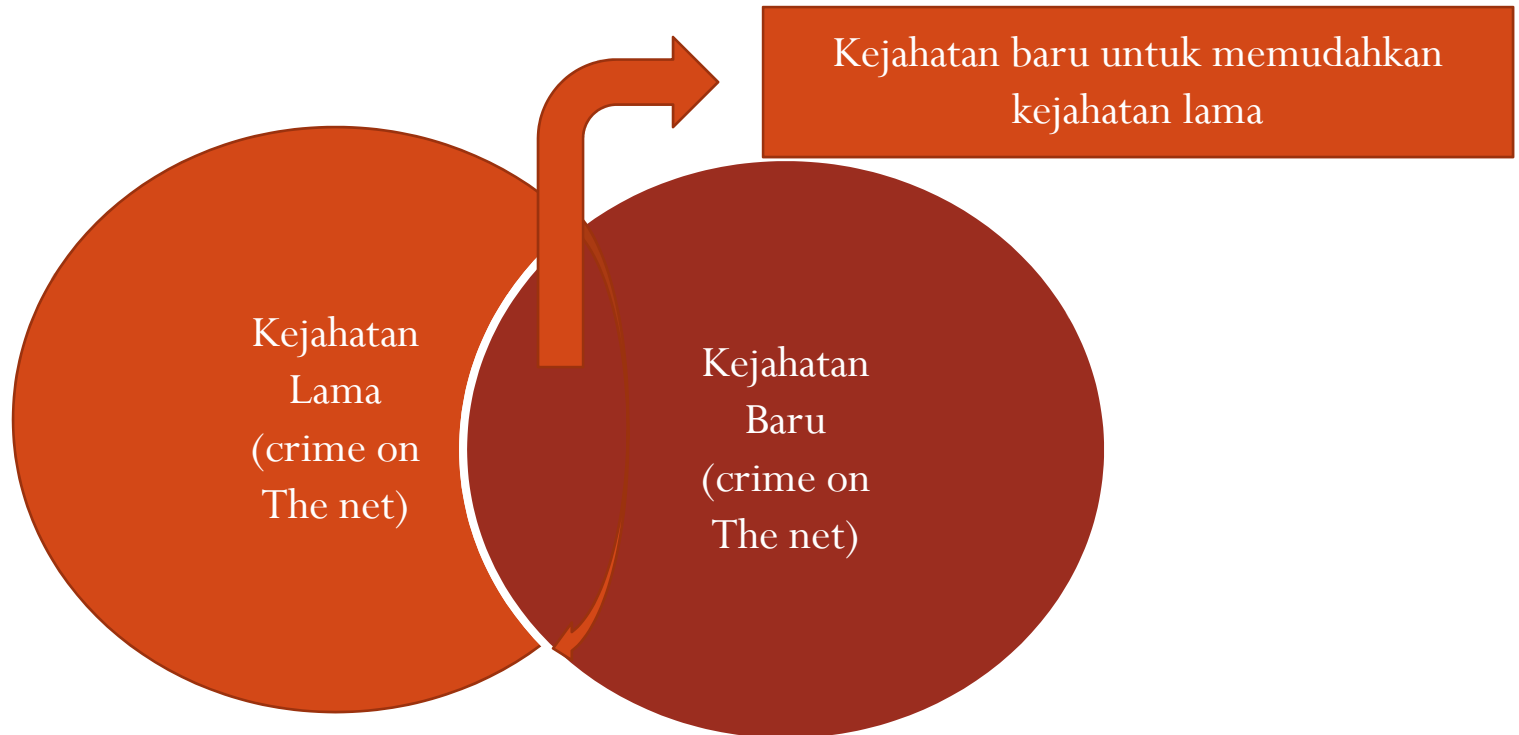 Kejahatan baru untuk memudahkan
kejahatan lama
Kejahatan
Lama
(crime on
The net)
Kejahatan
Baru
(crime on
The net)